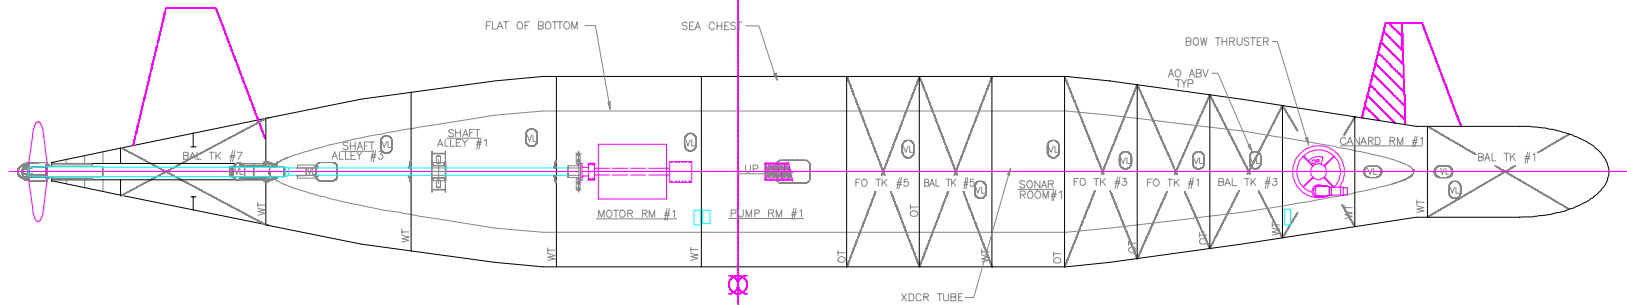 FLAT OF BOTTOM
SEA CHEST
BOW THRUSTER
AO ABV
TYP
BAL TK #7
SHAFT
ALLEY #3
SHAFT
ALLEY #1
MOTOR RM #1
UP
PUMP RM #1
FO TK #5
BAL TK #5
SONAR
ROOM#1
FO TK #3
FO TK #1
BAL TK #3
CANARD RM #1
BAL TK #1
XDCR TUBE
VL
VL
VL
VL
VL
VL
VL
VL
VL
VL
VL
VL
VL
VL
WT
WT
WT
WT
OT
OT
WT
OT
OT
OT
WT
WT
WT